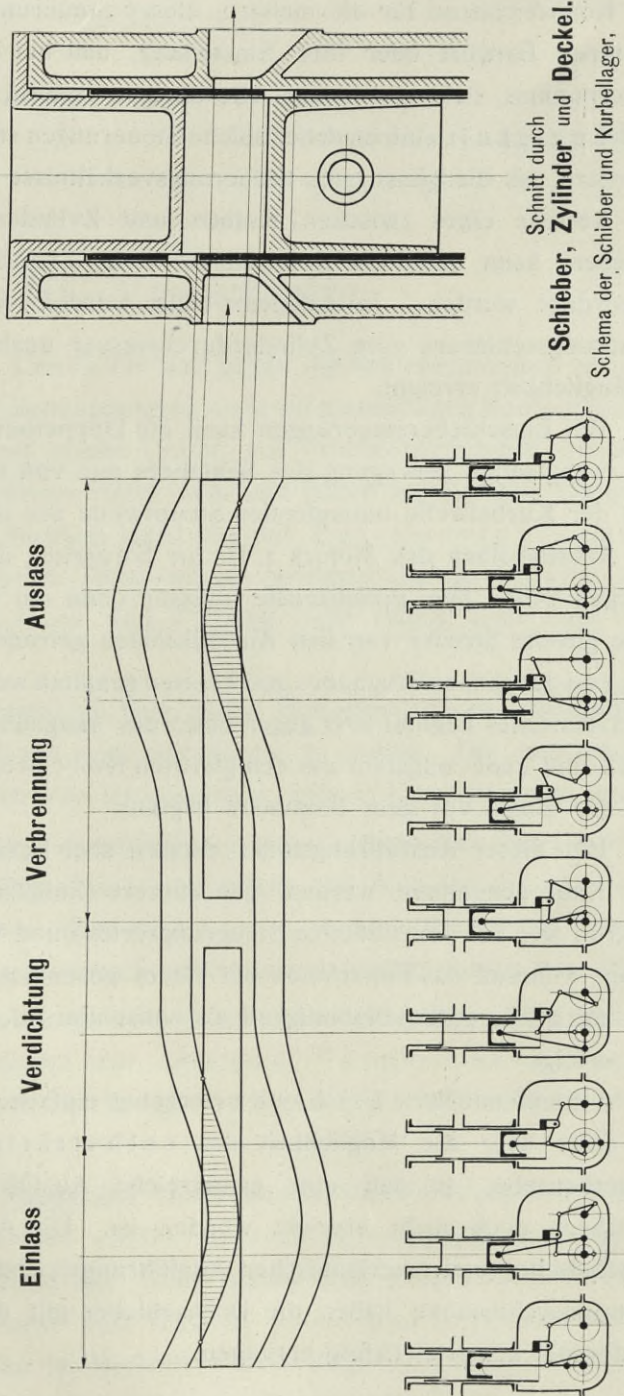 Einlass
Verdichtung
Verbrennung
Auslass
Schnitt durch
Schieber, Zylinder und Deckel.
Schema der Schieber und Kurbellager,